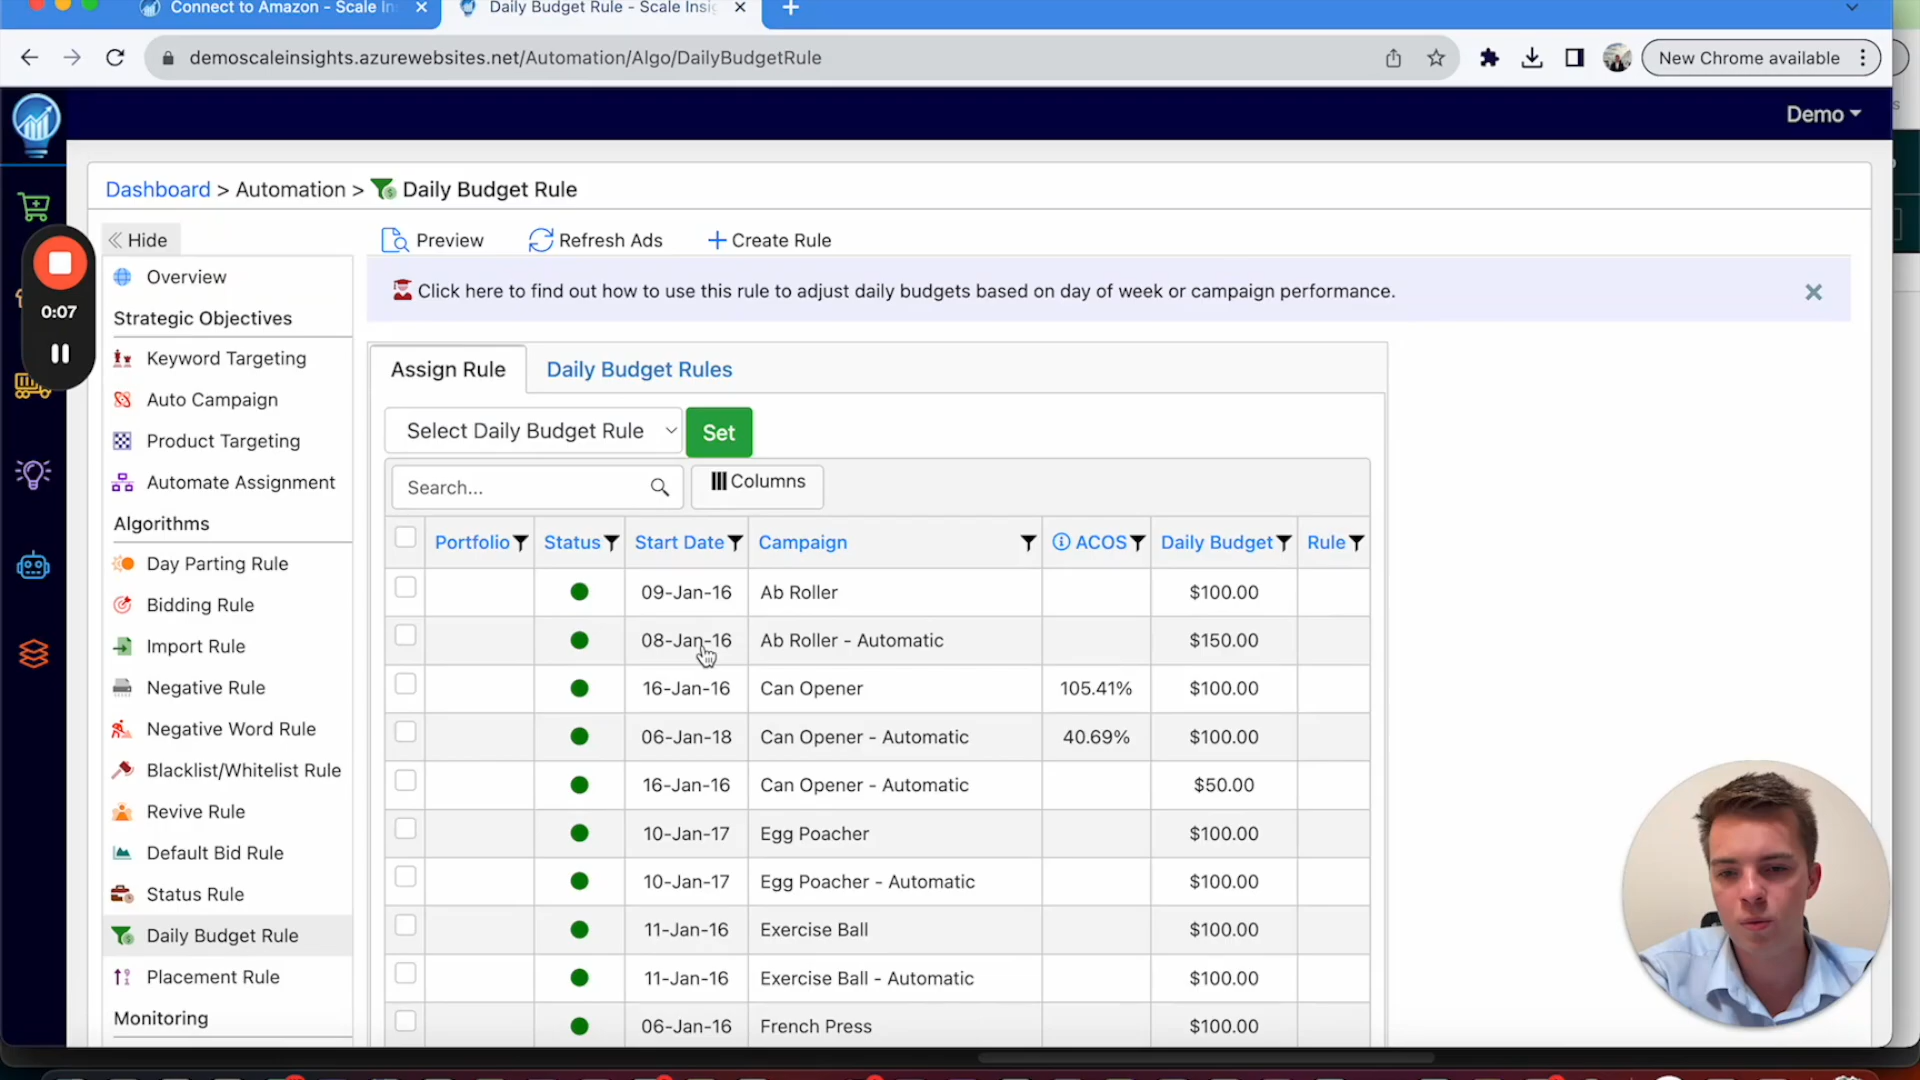 Connect to Amazon - Scale In
Daily Budget Rule - Scale Insig
demoscaleinsights.azurewebsites.net/Automation/Algo/DailyBudgetRule
New Chrome available
Demo
Dashboard > Automation > Daily Budget Rule
Hide
Preview
Refresh Ads
Create Rule
0:07
Click here to find out how to use this rule to adjust daily budgets based on day of week or campaign performance.
Overview
Strategic Objectives
Keyword Targeting
Auto Campaign
Product Targeting
Automate Assignment
Algorithms
Day Parting Rule
Bidding Rule
Import Rule
Negative Rule
Negative Word Rule
Blacklist/Whitelist Rule
Revive Rule
Default Bid Rule
Status Rule
Daily Budget Rule
Placement Rule
Monitoring
Assign Rule
Daily Budget Rules
Select Daily Budget Rule
Set
Search...
Columns
Portfolio Status Start Date Campaign ACOS Daily Budget Rule
09-Jan-16 Ab Roller $100.00
08-Jan-16 Ab Roller - Automatic $150.00
16-Jan-16 Can Opener 105.41% $100.00
06-Jan-18 Can Opener - Automatic 40.69% $100.00
16-Jan-16 Can Opener - Automatic $50.00
10-Jan-17 Egg Poacher $100.00
10-Jan-17 Egg Poacher - Automatic $100.00
11-Jan-16 Exercise Ball $100.00
11-Jan-16 Exercise Ball - Automatic $100.00
06-Jan-16 French Press $100.00